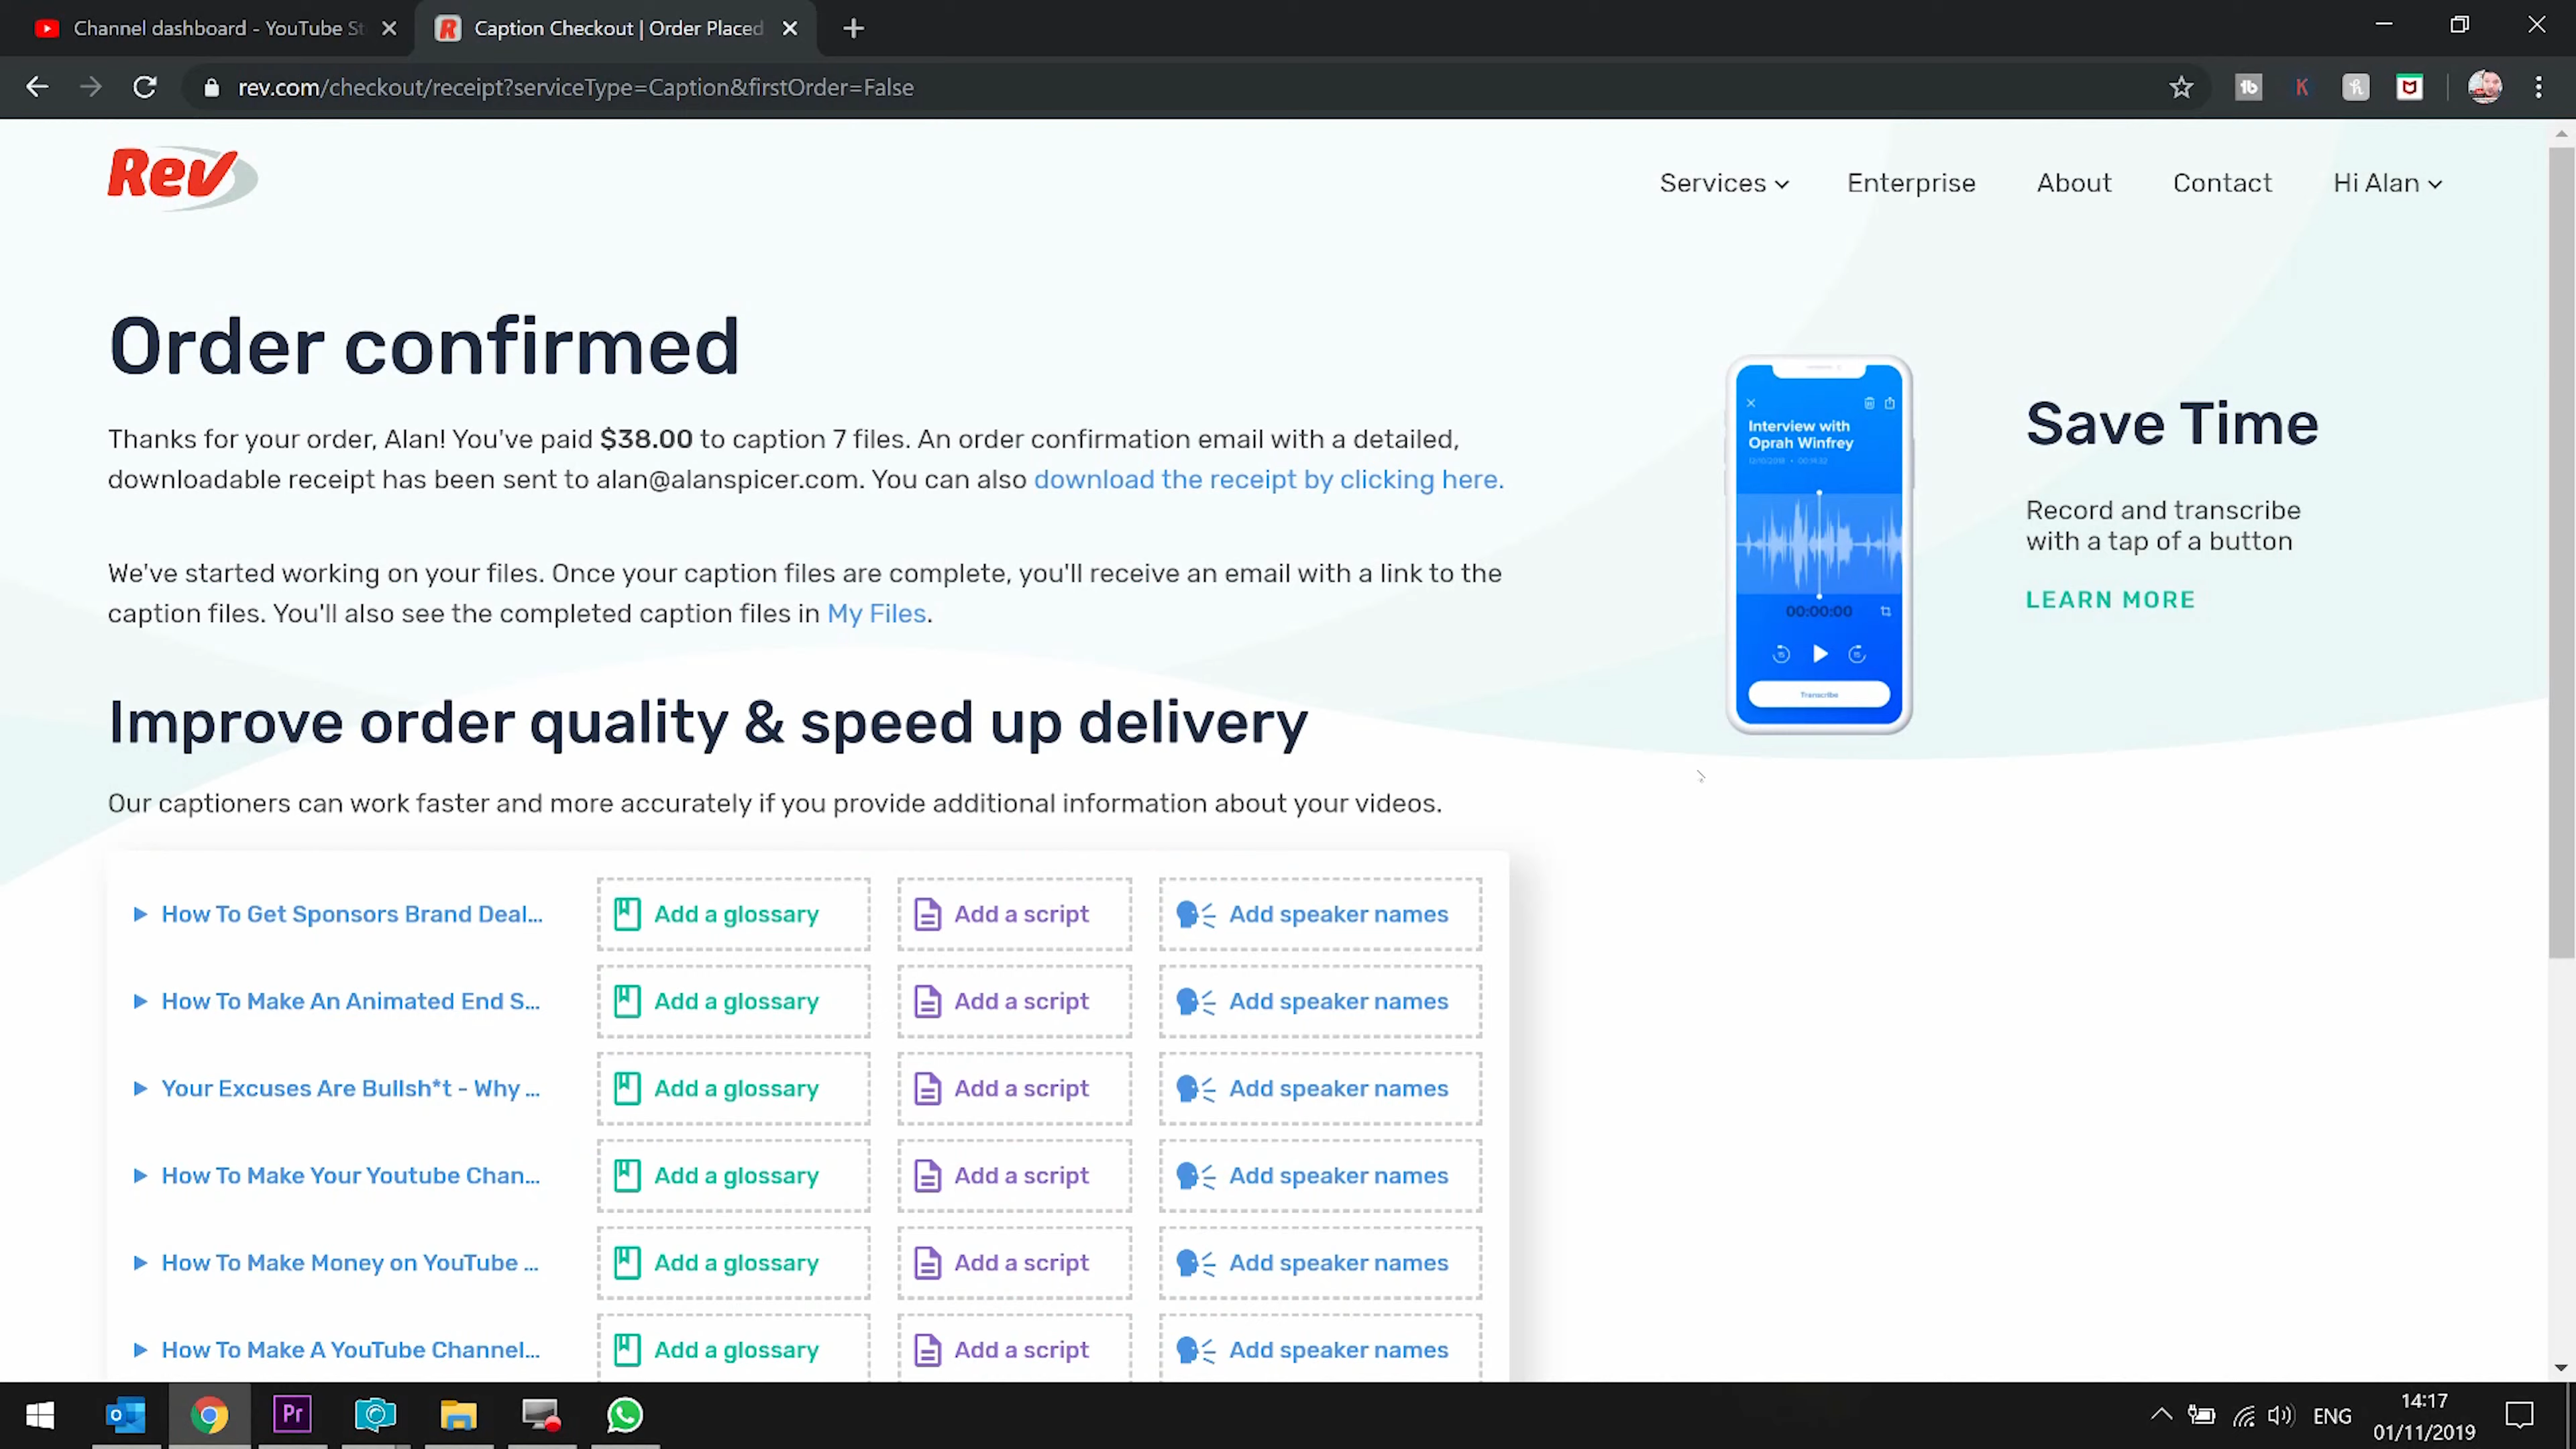 Channel dashboard - YouTube St
Caption Checkout | Order Placed
rev.com/checkout/receipt?serviceType=Caption&firstOrder=False
Rev
Services
Enterprise
About
Contact
Hi Alan
Order confirmed
Thanks for your order, Alan! You've paid $38.00 to caption 7 files. An order confirmation email with a detailed,
downloadable receipt has been sent to alan@alanspicer.com. You can also download the receipt by clicking here.
We've started working on your files. Once your caption files are complete, you'll receive an email with a link to the
caption files. You'll also see the completed caption files in My Files.
Interview with
Oprah Winfrey
00:00:00
Transcribe
Save Time
Record and transcribe
with a tap of a button
LEARN MORE
Improve order quality & speed up delivery
Our captioners can work faster and more accurately if you provide additional information about your videos.
How To Get Sponsors Brand Deal... Add a glossary Add a script Add speaker names
How To Make An Animated End S... Add a glossary Add a script Add speaker names
Your Excuses Are Bullsh*t - Why ... Add a glossary Add a script Add speaker names
How To Make Your Youtube Chan... Add a glossary Add a script Add speaker names
How To Make Money on YouTube ... Add a glossary Add a script Add speaker names
How To Make A YouTube Channel... Add a glossary Add a script Add speaker names
Pr
ENG
14:17
01/11/2019